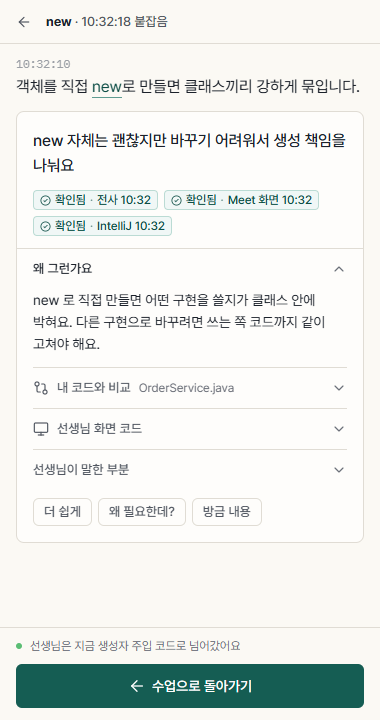 new · 10:32:18 붙잡음
10:32:10
객체를 직접 new로 만들면 클래스끼리 강하게 묶입니다.
new 자체는 괜찮지만 바꾸기 어려워서 생성 책임을
나눠요
확인됨 · 전사 10:32
확인됨 · Meet 화면 10:32
확인됨 · IntelliJ 10:32
왜 그런가요
new 로 직접 만들면 어떤 구현을 쓸지가 클래스 안에
박혀요. 다른 구현으로 바꾸려면 쓰는 쪽 코드까지 같이
고쳐야 해요.
내 코드와 비교 OrderService.java
선생님 화면 코드
선생님이 말한 부분
더 쉽게
왜 필요한데?
방금 내용
선생님은 지금 생성자 주입 코드로 넘어갔어요
수업으로 돌아가기